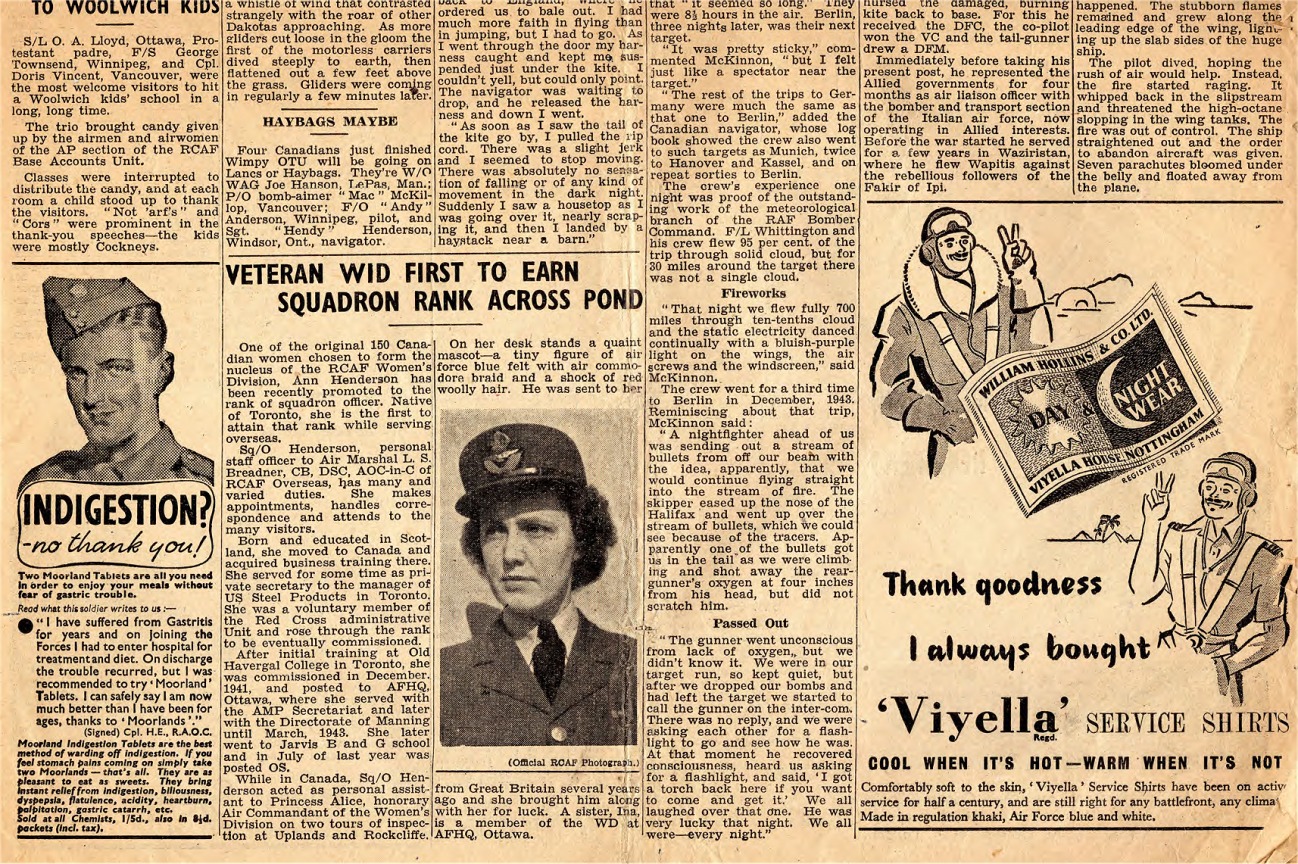 TO WOOLWICH KIDS
S/L O. A. Lloyd, Ottawa, Pro-
testant padre, F/S George
Townsend, Winnipeg, and Cpl.
Doris Vincent, Vancouver, were
the most welcome visitors to hit
a Woolwich kids' school in a
long, long time.
The trio brought candy given
up by the airmen and airwomen
of the AP section of the RCAF
Base Accounts Unit.
Classes were interrupted to
distribute the candy, and at each
room a child stood up to thank
the visitors. "Not 'arf's" and
"Cors" were prominent in the
thank-you speeches—the kids
were mostly Cockneys.
INDIGESTION?
-no thank you!
Two Moorland Tablets are all you need
in order to enjoy your meals without
fear of gastric trouble.
Read what this soldier writes to us:—
"I have suffered from Gastritis
for years and on joining the
Forces I had to enter hospital for
treatment and diet. On discharge
the trouble recurred, but I was
recommended to try 'Moorland'
Tablets. I can safely say I am now
much better than I have been for
ages, thanks to 'Moorlands'."
(Signed) Cpl. H.E., R.A.O.C.
Moorland Indigestion Tablets are the best
method of warding off indigestion. If you
feel stomach pains coming on simply take
two Moorlands — that's all. They are as
pleasant to eat as sweets. They bring
instant relief from indigestion, biliousness,
dyspepsia, flatulence, acidity, heartburn,
palpitation, gastric catarrh, etc.
Sold at all Chemists, 1/5d., also in 8½d.
packets (incl. tax).
a whistle of wind that contrasted
strangely with the roar of other
Dakotas approaching. As more
gliders cut loose in the gloom the
first of the motorless carriers
dived steeply to earth, then
flattened out a few feet above
the grass. Gliders were coming
in regularly a few minutes later.
HAYBAGS MAYBE
Four Canadians just finished
Wimpy OTU will be going on
Lancs or Haybags. They're W/O
WAG Joe Hanson, LePas, Man.;
P/O bomb-aimer "Mac" McKil-
lop, Vancouver; F/O "Andy"
Anderson, Winnipeg, pilot, and
Sgt. "Hendy" Henderson,
Windsor, Ont., navigator.
back to England, where he
ordered us to bale out. I had
much more faith in flying than
in jumping, but I had to go. As
I went through the door my har-
ness caught and kept me sus-
pended just under the kite. I
couldn't yell, but could only point.
The navigator was waiting to
drop, and he released the har-
ness and down I went.
"As soon as I saw the tail of
the kite go by, I pulled the rip
cord. There was a slight jerk
and I seemed to stop moving.
There was absolutely no sensa-
tion of falling or of any kind of
movement in the dark night.
Suddenly I saw a housetop as I
was going over it, nearly scrap-
ing it, and then I landed by a
haystack near a barn."
VETERAN WID FIRST TO EARN
SQUADRON RANK ACROSS POND
One of the original 150 Cana-
dian women chosen to form the
nucleus of the RCAF Women's
Division, Ann Henderson has
been recently promoted to the
rank of squadron officer. Native
of Toronto, she is the first to
attain that rank while serving
overseas.
Sq/O Henderson, personal
staff officer to Air Marshal L. S.
Breadner, CB, DSC, AOC-in-C of
RCAF Overseas, has many and
varied duties. She makes
appointments, handles corre-
spondence and attends to the
many visitors.
Born and educated in Scot-
land, she moved to Canada and
acquired business training there.
She served for some time as pri-
vate secretary to the manager of
US Steel Products in Toronto.
She was a voluntary member of
the Red Cross administrative
Unit and rose through the rank
to be eventually commissioned.
After initial training at Old
Havergal College in Toronto, she
was commissioned in December.
1941, and posted to AFHQ,
Ottawa, where she served with
the AMP Secretariat and later
with the Directorate of Manning
until March, 1943. She later
went to Jarvis B and G school
and in July of last year was
posted OS.
While in Canada, Sq/O Hen-
derson acted as personal assist-
ant to Princess Alice, honorary
Air Commandant of the Women's
Division on two tours of inspec-
tion at Uplands and Rockcliffe.
On her desk stands a quaint
mascot—a tiny figure of air
force blue felt with air commo-
dore braid and a shock of red
woolly hair. He was sent to her
(Official RCAF Photograph.)
from Great Britain several years
ago and she brought him along
with her for luck. A sister, Ina,
is a member of the WD at
AFHQ, Ottawa.
that "it seemed so long." They
were 8½ hours in the air. Berlin,
three nights later, was their next
target.
"It was pretty sticky," com-
mented McKinnon, "but I felt
just like a spectator near the
target."
"The rest of the trips to Ger-
many were much the same as
that one to Berlin," added the
Canadian navigator, whose log
book showed the crew also went
to such targets as Munich, twice
to Hanover and Kassel, and on
repeat sorties to Berlin.
The crew's experience one
night was proof of the outstand-
ing work of the meteorological
branch of the RAF Bomber
Command. F/L Whittington and
his crew flew 95 per cent. of the
trip through solid cloud, but for
30 miles around the target there
was not a single cloud.
Fireworks
"That night we flew fully 700
miles through ten-tenths cloud
and the static electricity danced
continually with a bluish-purple
light on the wings, the air
screws and the windscreen," said
McKinnon.
The crew went for a third time
to Berlin in December, 1943.
Reminiscing about that trip,
McKinnon said:
"A nightfighter ahead of us
was sending out a stream of
bullets from off our beam with
the idea, apparently, that we
would continue flying straight
into the stream of fire. The
skipper eased up the nose of the
Halifax and went up over the
stream of bullets, which we could
see because of the tracers. Ap-
parently one of the bullets got
us in the tail as we were climb-
ing and shot away the rear-
gunner's oxygen at four inches
from his head, but did not
scratch him.
Passed Out
"The gunner went unconscious
from lack of oxygen, but we
didn't know it. We were in our
target run, so kept quiet, but
after we dropped our bombs and
had left the target we started to
call the gunner on the inter-com.
There was no reply, and we were
asking each other for a flash-
light to go and see how he was.
At that moment he recovered
consciousness, heard us asking
for a flashlight, and said, 'I got
a torch back here if you want
to come and get it.' We all
laughed over that one. He was
very lucky that night. We all
were—every night."
nursed the damaged, burning
kite back to base. For this he
received the DFC, the co-pilot
won the VC and the tail-gunner
drew a DFM.
Immediately before taking his
present post, he represented the
Allied governments for four
months as air liaison officer with
the bomber and transport section
of the Italian air force, now
operating in Allied interests.
Before the war started he served
for a few years in Waziristan,
where he flew Wapitis against
the rebellious followers of the
Fakir of Ipi.
happened. The stubborn flames
remained and grew along the
leading edge of the wing, light-
ing up the slab sides of the huge
ship.
The pilot dived, hoping the
rush of air would help. Instead,
the fire started raging. It
whipped back in the slipstream
and threatened the high-octane
slopping in the wing tanks. The
fire was out of control. The ship
straightened out and the order
to abandon aircraft was given.
Seven parachutes bloomed under
the belly and floated away from
the plane.
WILLIAM HOLLINS & CO. LTD.
DAY &
NIGHT
WEAR
VIYELLA HOUSE NOTTINGHAM
REGISTERED TRADE MARK
Thank goodness
I always bought
'Viyella' SERVICE SHIRTS
Regd.
COOL WHEN IT'S HOT—WARM WHEN IT'S NOT
Comfortably soft to the skin, 'Viyella' Service Shirts have been on activ
service for half a century, and are still right for any battlefront, any clima
Made in regulation khaki, Air Force blue and white.